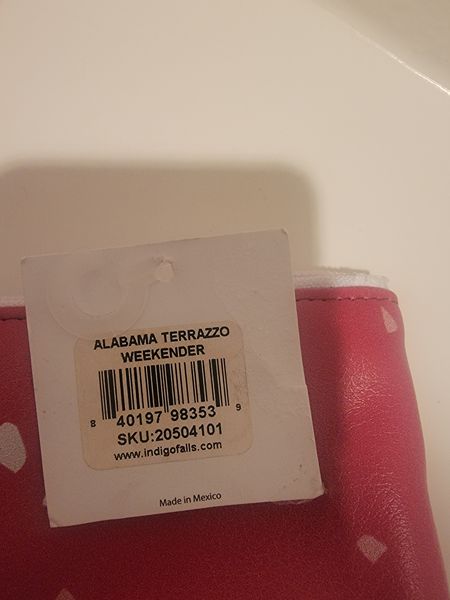 ALABAMA TERRAZZO
WEEKENDER
8 40197 98353 9
SKU:20504101
www.indigofalls.com
Made in Mexico